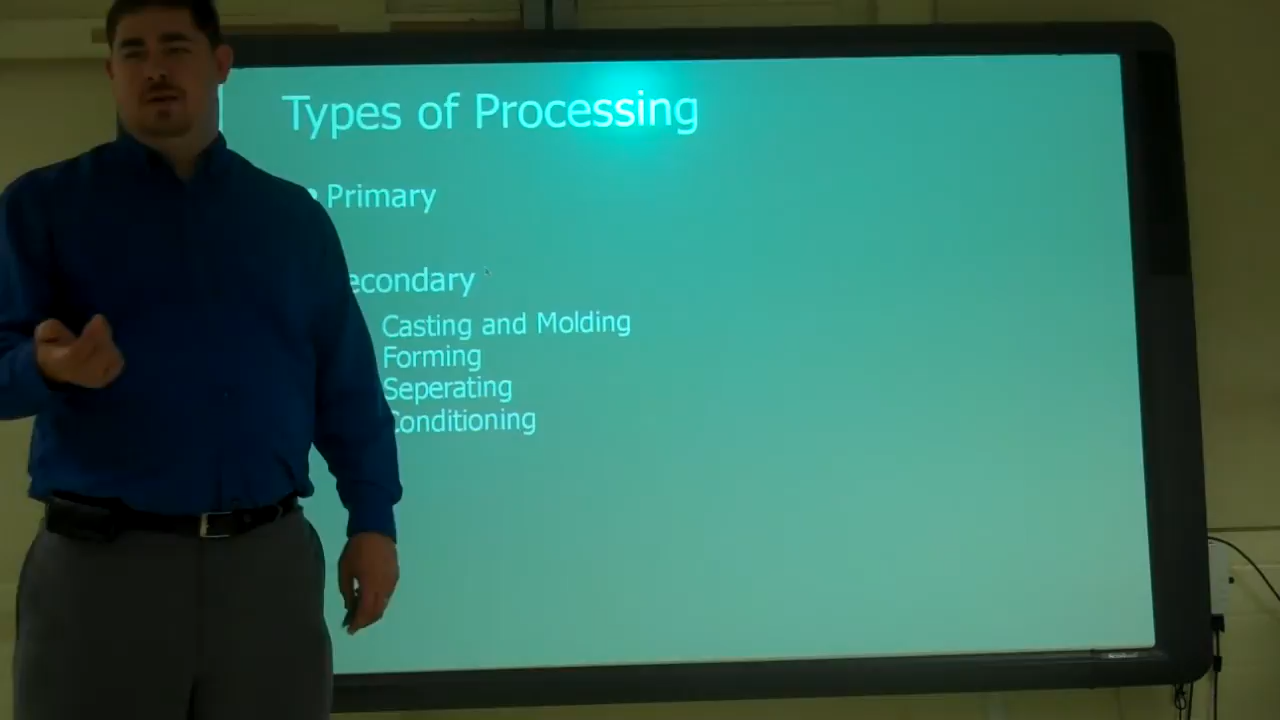 Types of Processing
Primary
econdary
Casting and Molding
Forming
Seperating
Conditioning